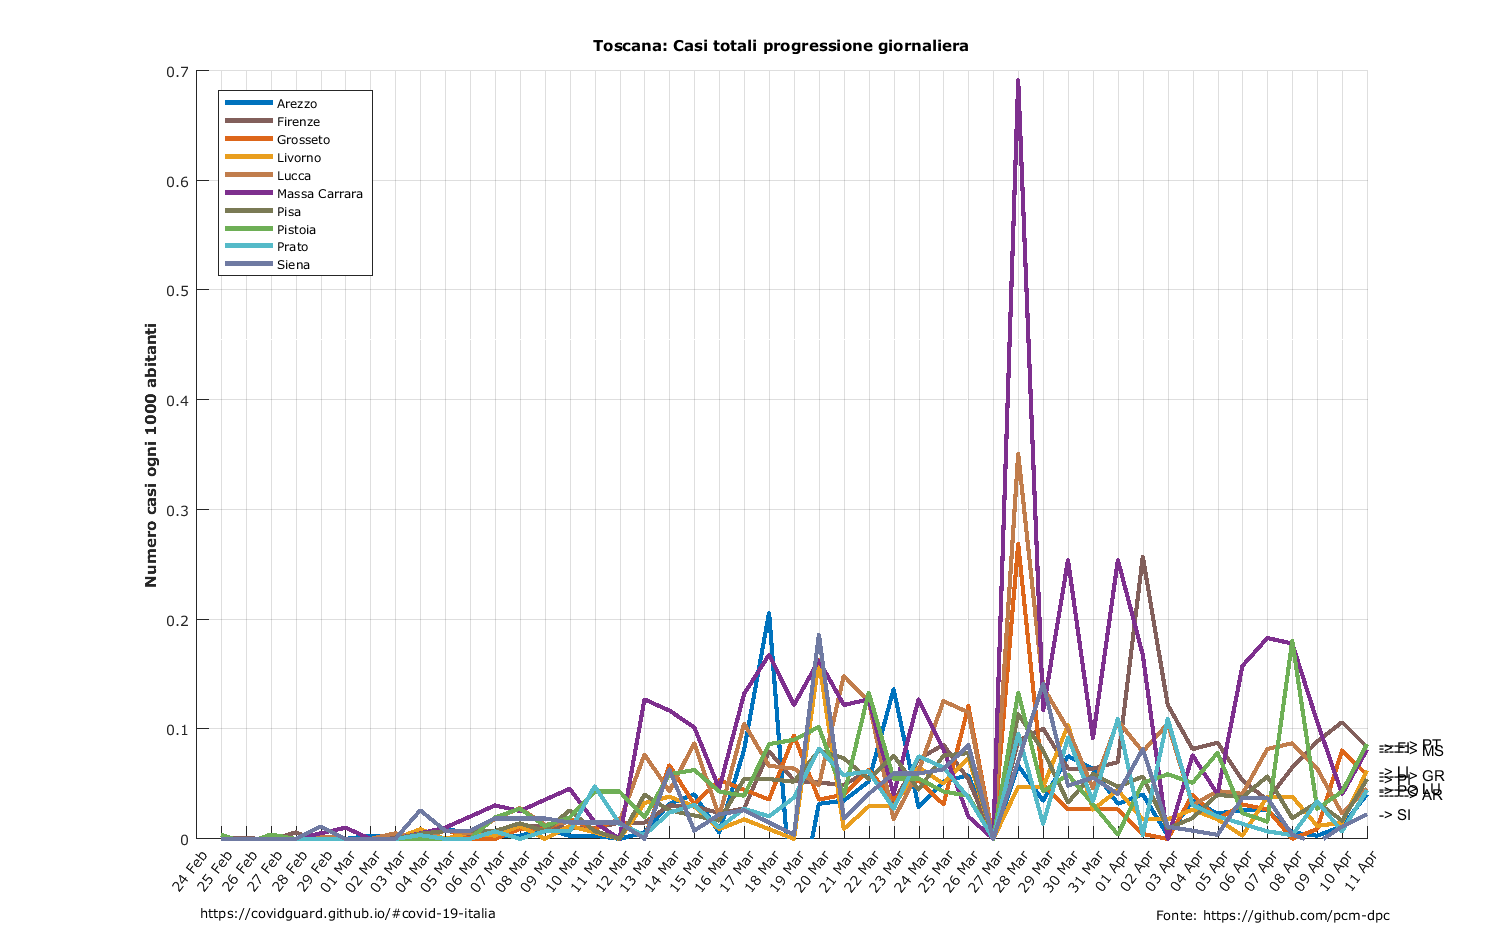 Toscana: Casi totali progressione giornaliera
Numero casi ogni 1000 abitanti
0.7
0.6
0.5
0.4
0.3
0.2
0.1
0
Arezzo
Firenze
Grosseto
Livorno
Lucca
Massa Carrara
Pisa
Pistoia
Prato
Siena
-> SI
24 Feb
25 Feb
26 Feb
27 Feb
28 Feb
29 Feb
01 Mar
02 Mar
03 Mar
04 Mar
05 Mar
06 Mar
07 Mar
08 Mar
09 Mar
10 Mar
11 Mar
12 Mar
13 Mar
14 Mar
15 Mar
16 Mar
17 Mar
18 Mar
19 Mar
20 Mar
21 Mar
22 Mar
23 Mar
24 Mar
25 Mar
26 Mar
27 Mar
28 Mar
29 Mar
30 Mar
31 Mar
01 Apr
02 Apr
03 Apr
04 Apr
05 Apr
06 Apr
07 Apr
08 Apr
09 Apr
10 Apr
11 Apr
https://covidguard.github.io/#covid-19-italia
Fonte: https://github.com/pcm-dpc